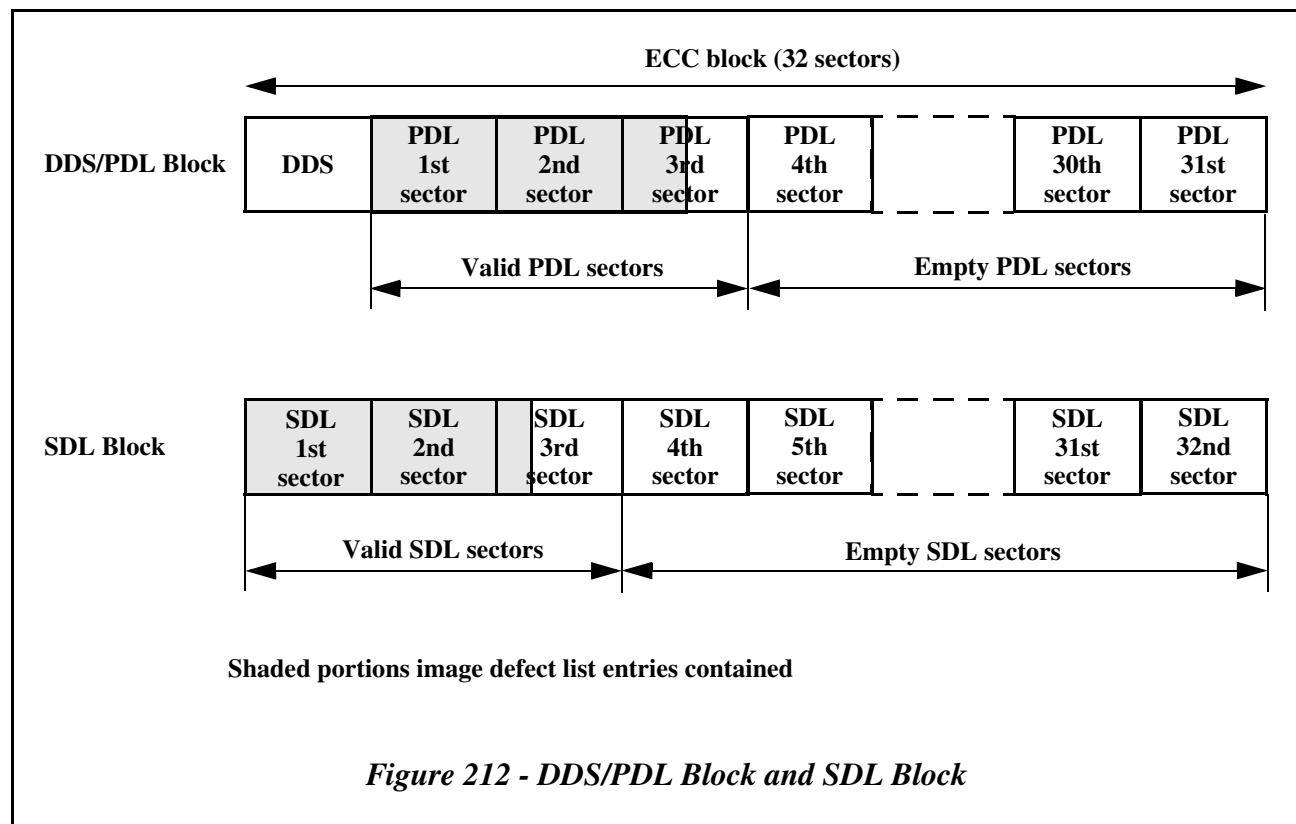 ECC block (32 sectors)
DDS/PDL Block
DDS
PDL
1st
sector
PDL
2nd
sector
PDL
3rd
sector
PDL
4th
sector
PDL
30th
sector
PDL
31st
sector
Valid PDL sectors
Empty PDL sectors
SDL Block
SDL
1st
sector
SDL
2nd
sector
SDL
3rd
sector
SDL
4th
sector
SDL
5th
sector
SDL
31st
sector
SDL
32nd
sector
Valid SDL sectors
Empty SDL sectors
Shaded portions image defect list entries contained
Figure 212 - DDS/PDL Block and SDL Block